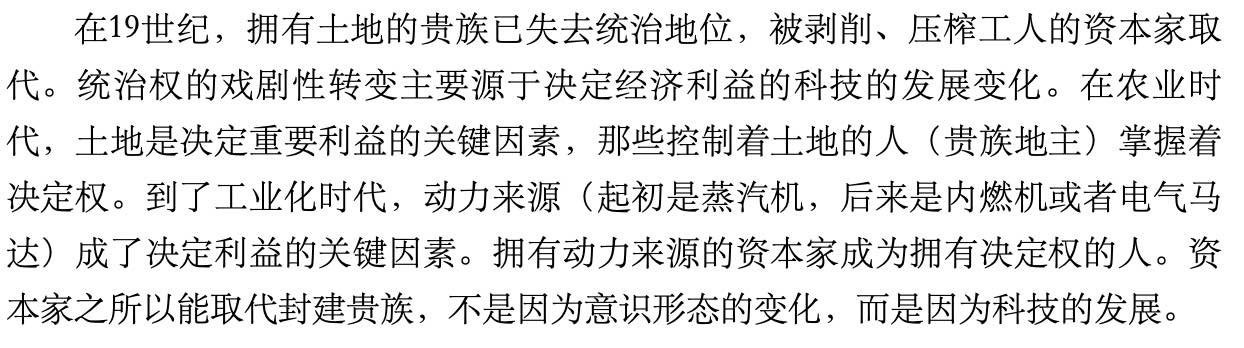 在19世纪，拥有土地的贵族已失去统治地位，被剥削、压榨工人的资本家取
代。统治权的戏剧性转变主要源于决定经济利益的科技的发展变化。在农业时
代，土地是决定重要利益的关键因素，那些控制着土地的人（贵族地主）掌握着
决定权。到了工业化时代，动力来源（起初是蒸汽机，后来是内燃机或者电气马
达）成了决定利益的关键因素。拥有动力来源的资本家成为拥有决定权的人。资
本家之所以能取代封建贵族，不是因为意识形态的变化，而是因为科技的发展。